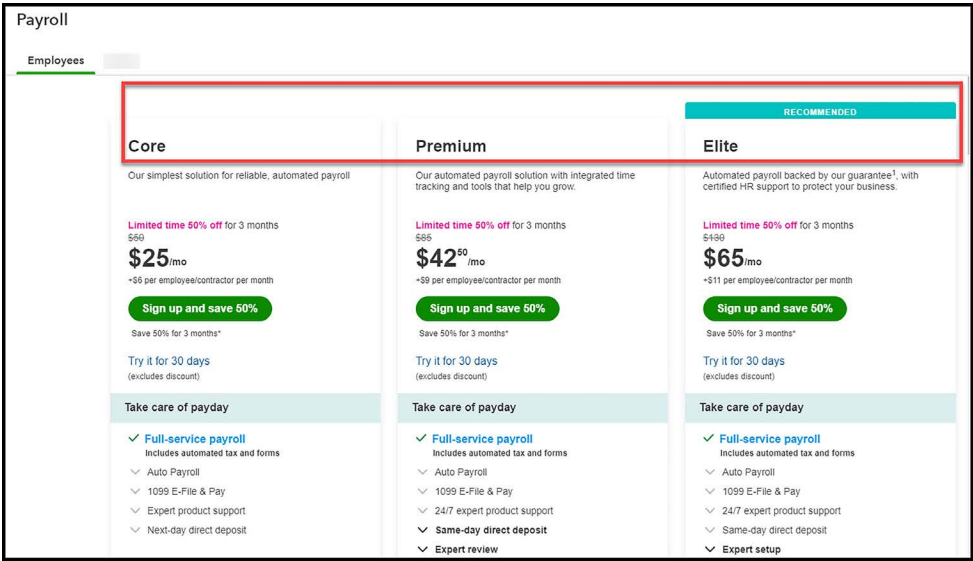 Payroll
Employees
RECOMMENDED
Core
Our simplest solution for reliable, automated payroll
Limited time 50% off for 3 months
$50
$25/mo
+$6 per employee/contractor per month
Sign up and save 50%
Save 50% for 3 months*
Try it for 30 days
(excludes discount)
Take care of payday
Full-service payroll
Includes automated tax and forms
Auto Payroll
1099 E-File & Pay
Expert product support
Next-day direct deposit
Premium
Our automated payroll solution with integrated time
tracking and tools that help you grow.
Limited time 50% off for 3 months
$85
$42⁵⁰/mo
+$9 per employee/contractor per month
Sign up and save 50%
Save 50% for 3 months*
Try it for 30 days
(excludes discount)
Take care of payday
Full-service payroll
Includes automated tax and forms
Auto Payroll
1099 E-File & Pay
24/7 expert product support
Same-day direct deposit
Expert review
Elite
Automated payroll backed by our guarantee¹, with
certified HR support to protect your business.
Limited time 50% off for 3 months
$130
$65/mo
+$11 per employee/contractor per month
Sign up and save 50%
Save 50% for 3 months*
Try it for 30 days
(excludes discount)
Take care of payday
Full-service payroll
Includes automated tax and forms
Auto Payroll
1099 E-File & Pay
24/7 expert product support
Same-day direct deposit
Expert setup